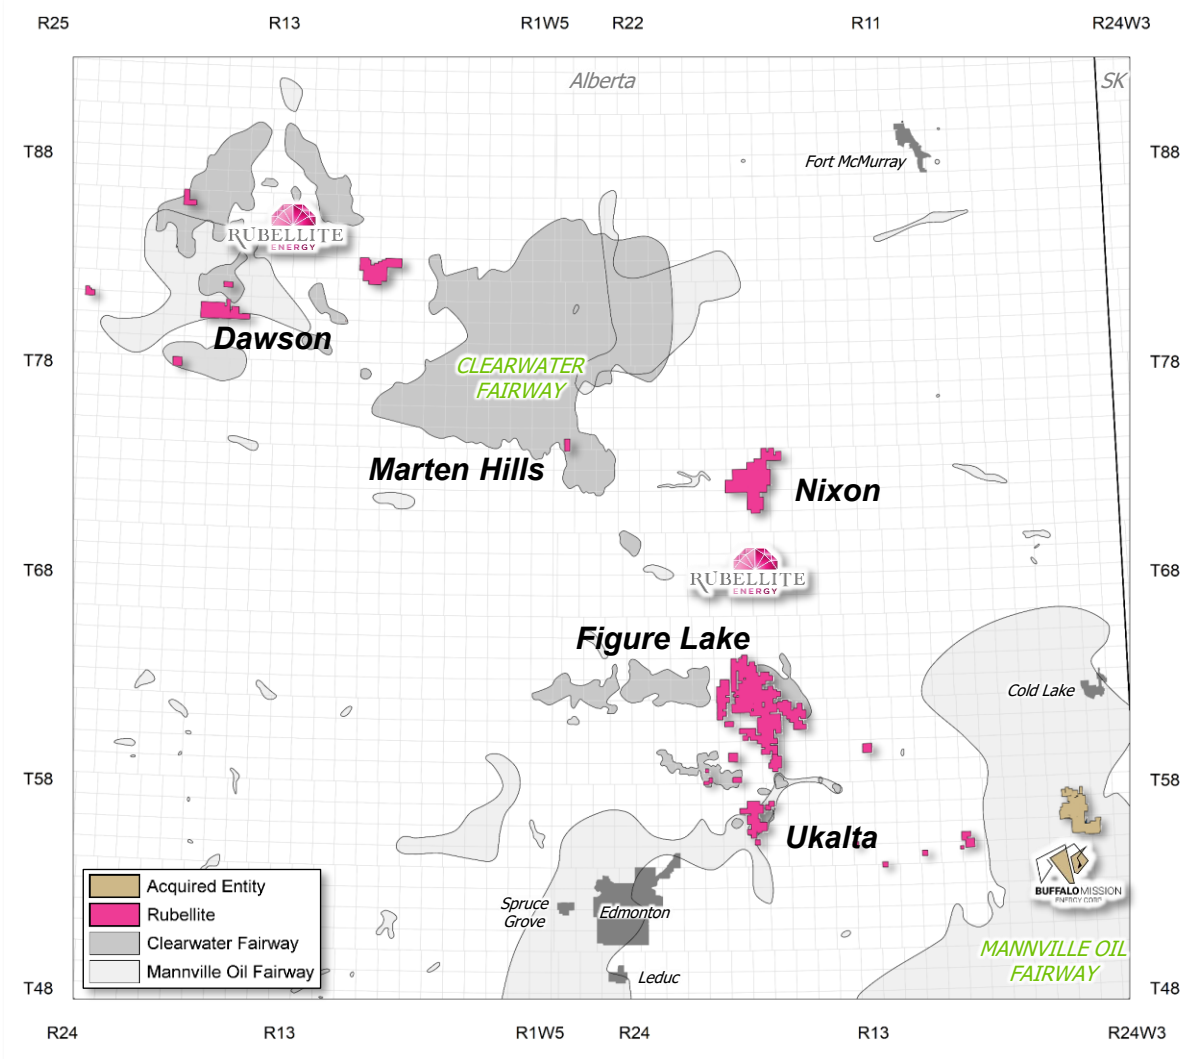 R25 R13 R1W5 R22 R11 R24W3
Alberta SK
T88 T88
Fort McMurray
RUBELLITE
ENERGY
Dawson
T78 T78
CLEARWATER
FAIRWAY
Marten Hills
Nixon
T68 T68
RUBELLITE
ENERGY
Figure Lake
Cold Lake
T58 T58
Ukalta
BUFFALO MISSION
ENERGY CORP
Acquired Entity
Rubellite
Clearwater Fairway
Mannville Oil Fairway
Spruce
Grove
Edmonton
Leduc
MANNVILLE OIL
FAIRWAY
T48 T48
R24 R13 R1W5 R24 R13 R24W3